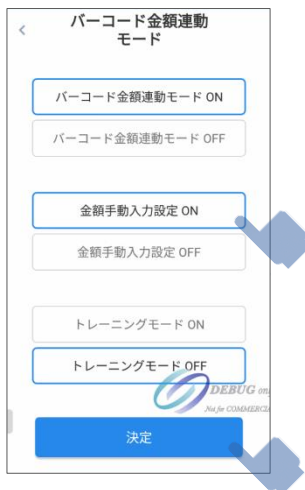 バーコード金額連動
モード
バーコード金額連動モード ON
バーコード金額連動モード OFF
金額手動入力設定 ON
金額手動入力設定 OFF
トレーニングモード ON
トレーニングモード OFF
DEBUG
Not for
決定